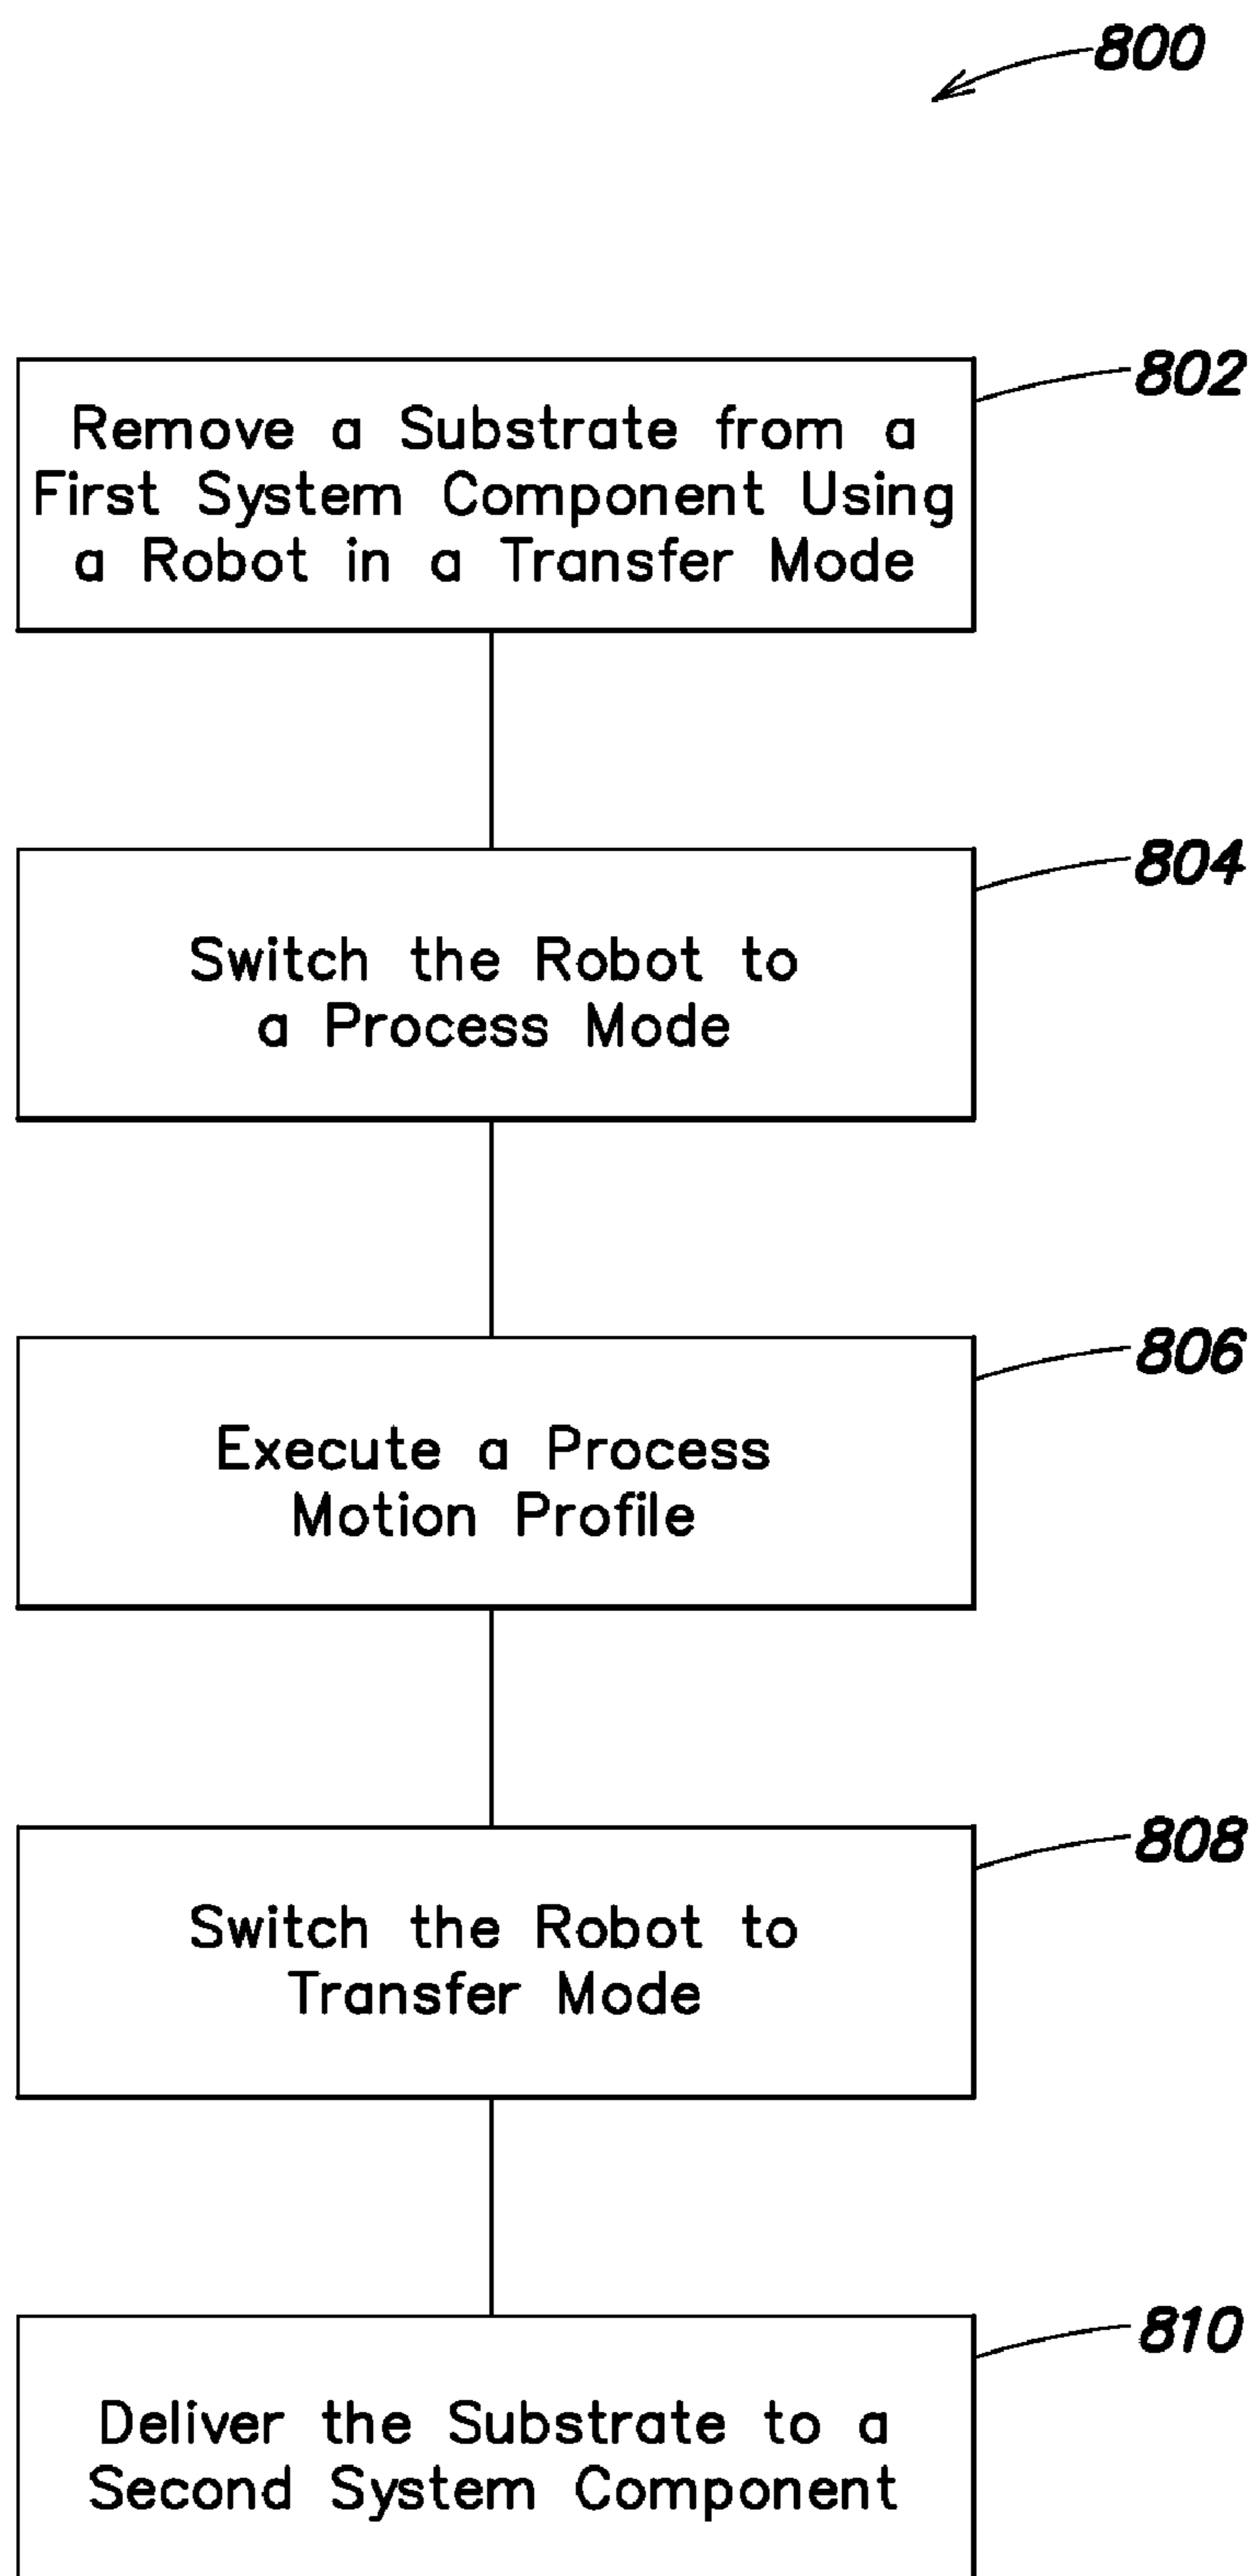 800
802
Remove a Substrate from a
First System Component Using
a Robot in a Transfer Mode
804
Switch the Robot to
a Process Mode
806
Execute a Process
Motion Profile
808
Switch the Robot to
Transfer Mode
810
Deliver the Substrate to a
Second System Component